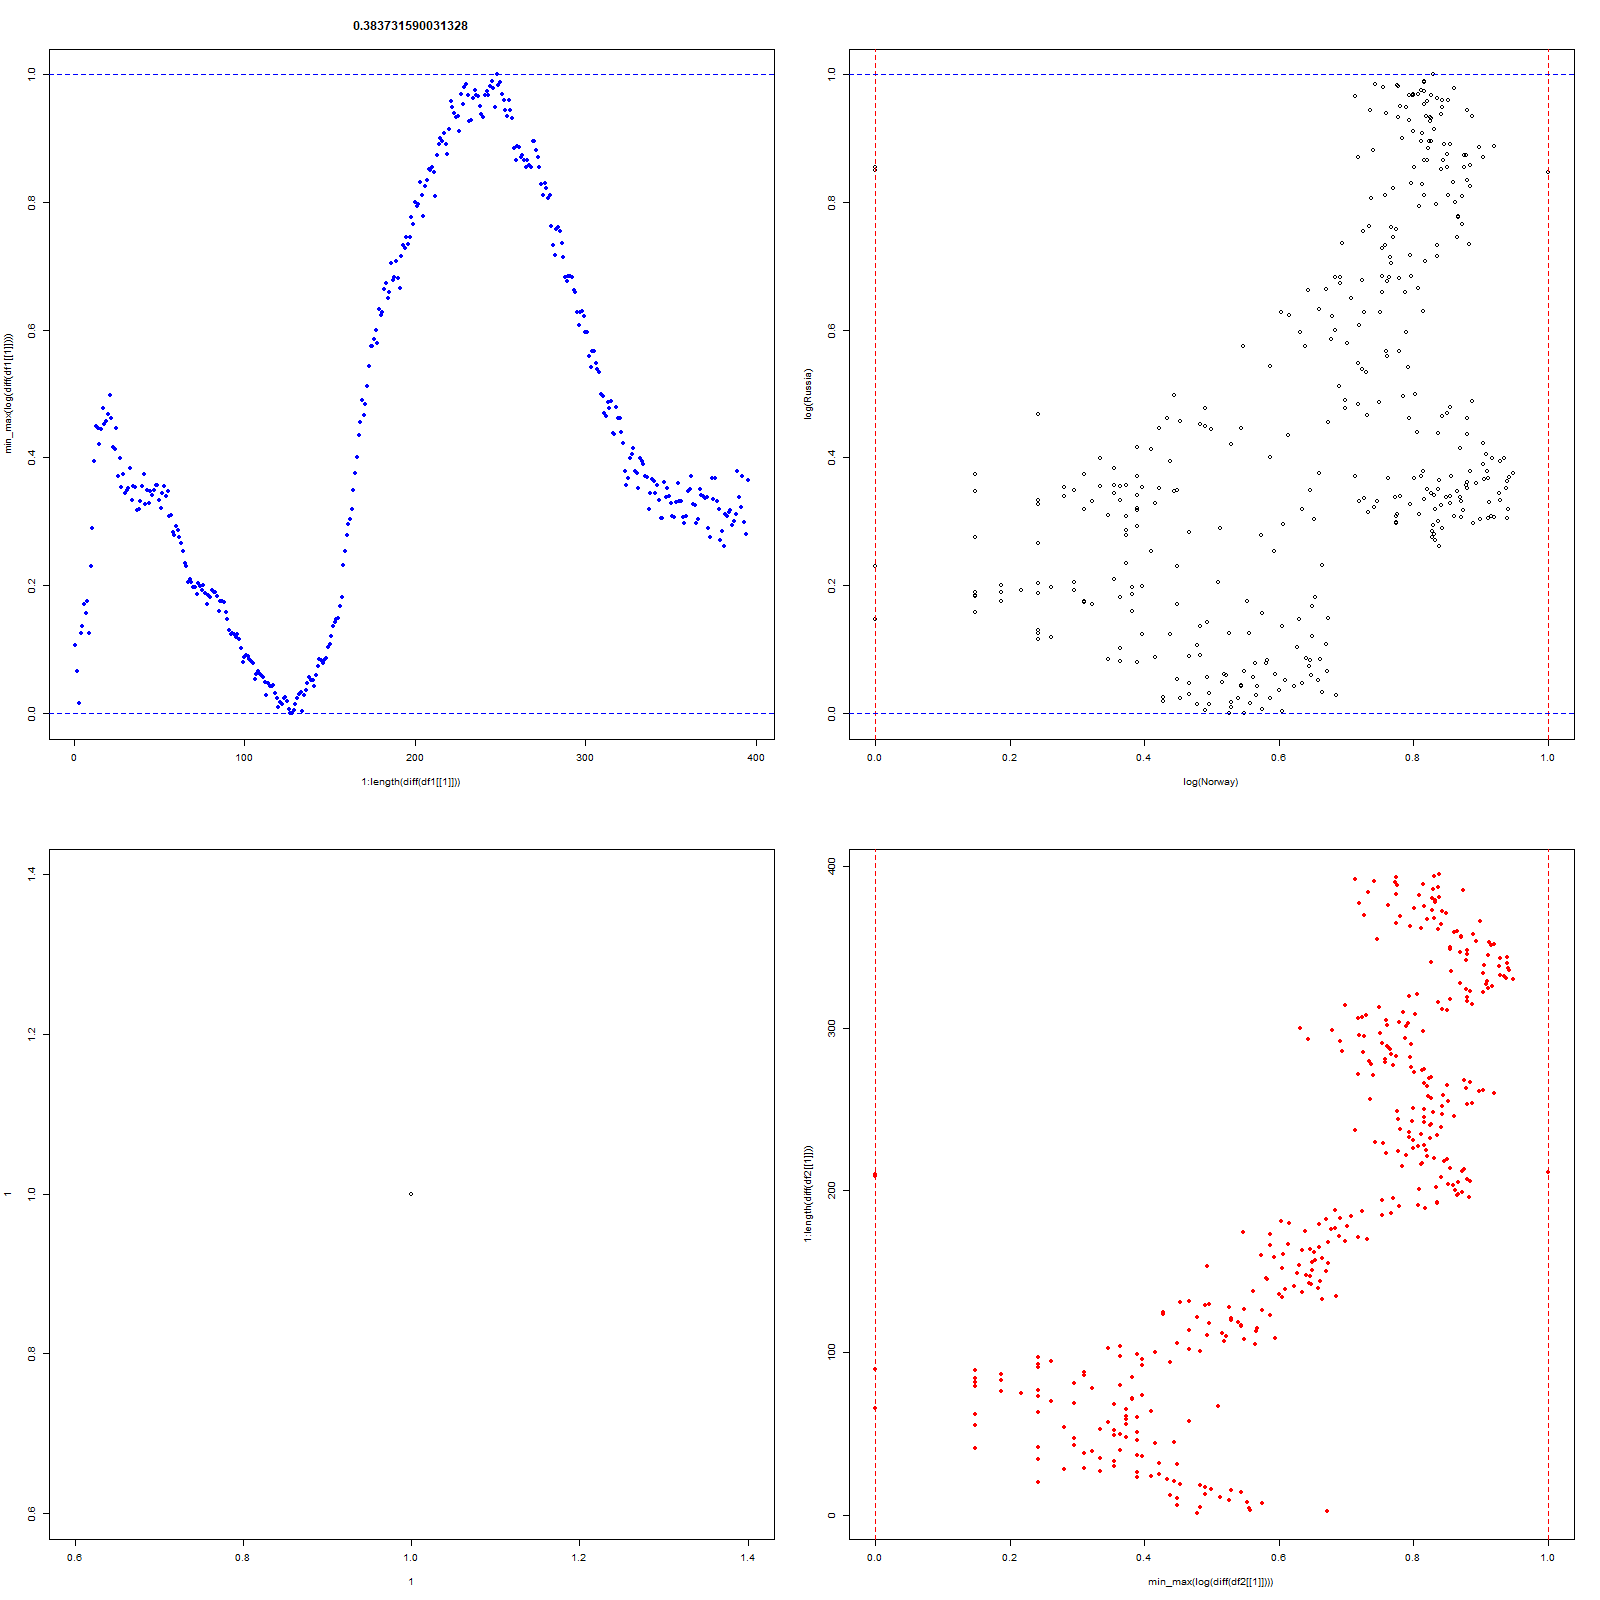 0.383731590031328
min_max(log(diff(df1[[1]])))
0.0 0.2 0.4 0.6 0.8 1.0
0 100 200 300 400
1:length(diff(df1[[1]]))
log(Russia)
0.0 0.2 0.4 0.6 0.8 1.0
0.0 0.2 0.4 0.6 0.8 1.0
log(Norway)
1
0.6 0.8 1.0 1.2 1.4
0.6 0.8 1.0 1.2 1.4
1
1:length(diff(df2[[1]]))
0 100 200 300 400
0.0 0.2 0.4 0.6 0.8 1.0
min_max(log(diff(df2[[1]])))